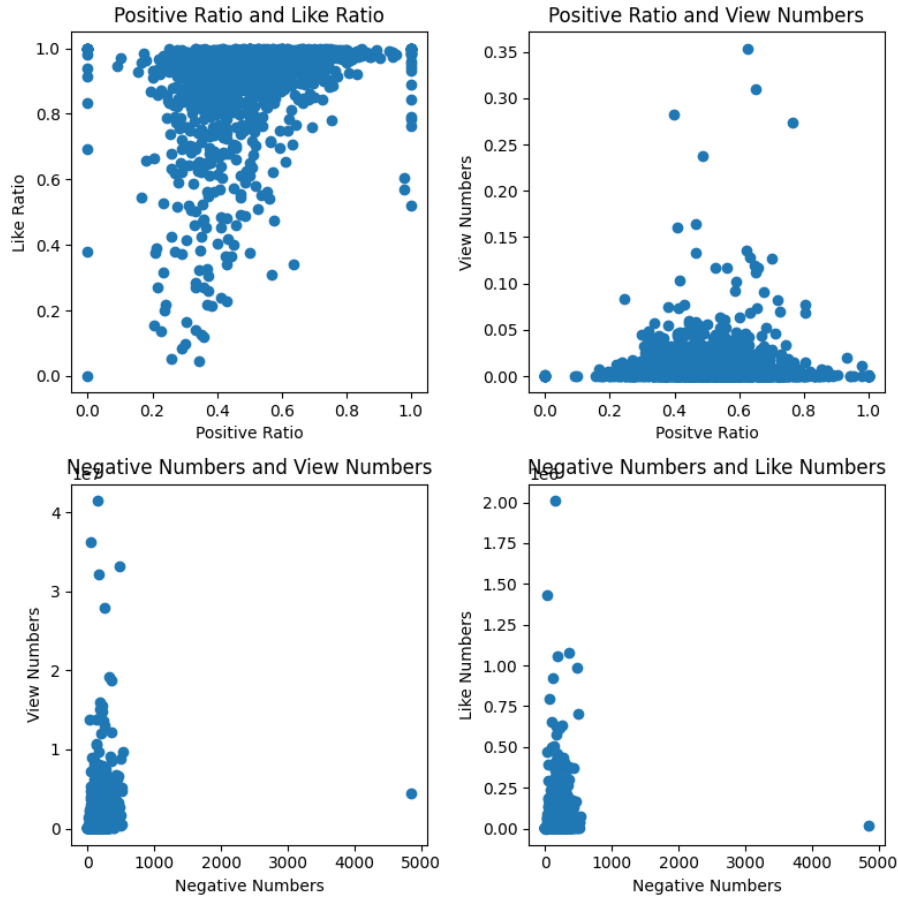 Positive Ratio and Like Ratio
1.0
0.8
0.6
0.4
0.2
0.0
Like Ratio
0.0 0.2 0.4 0.6 0.8 1.0
Positive Ratio
Positive Ratio and View Numbers
0.35
0.30
0.25
0.20
0.15
0.10
0.05
0.00
View Numbers
0.0 0.2 0.4 0.6 0.8 1.0
Positve Ratio
Negative Numbers and View Numbers
1e7
4
3
2
1
0
View Numbers
0 1000 2000 3000 4000 5000
Negative Numbers
Negative Numbers and Like Numbers
1e6
2.00
1.75
1.50
1.25
1.00
0.75
0.50
0.25
0.00
Like Numbers
0 1000 2000 3000 4000 5000
Negative Numbers